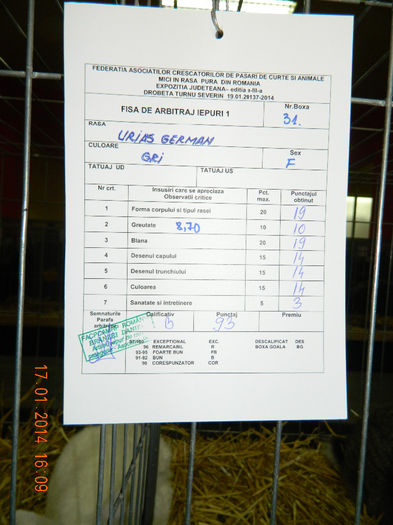 FEDERATIA ASOCIATILOR CRESCATORILOR DE PASARI DE CURTE SI ANIMALE
MICI IN RASA PURA DIN ROMANIA
EXPOZITIA JUDETEANA– editia a-III-a
DROBETA TURNU SEVERIN 19.01.20137-2014
FISA DE ARBITRAJ IEPURI 1
Nr.Boxa
31.
RASA URIAS GERMAN
CULOARE GRI
Sex
F
TATUAJ UD
TATUAJ US
Nr crt. Insusiri care se apreciaza Observatii critice Pct. max. Punctajul obtinut
1 Forma corpului si tipul rasei 20 19
2 Greutate 8,70 10 10
3 Blana 20 19
4 Desenul capului 15 14
5 Desenul trunchiului 15 14
6 Culoarea 15 14
7 Sanatate si intretinere 5 3
Semnaturile Parafa
Calificativ
Punctaj 93
Premiu
EXCEPTIONAL EXC. DESCALIFICAT DES
96 REMARCABIL R BOXA GOALA BG
93-95 FOARTE BUN FB
91-92 BUN B
90 CORESPUNZATOR COR
17.01.2014 16:09